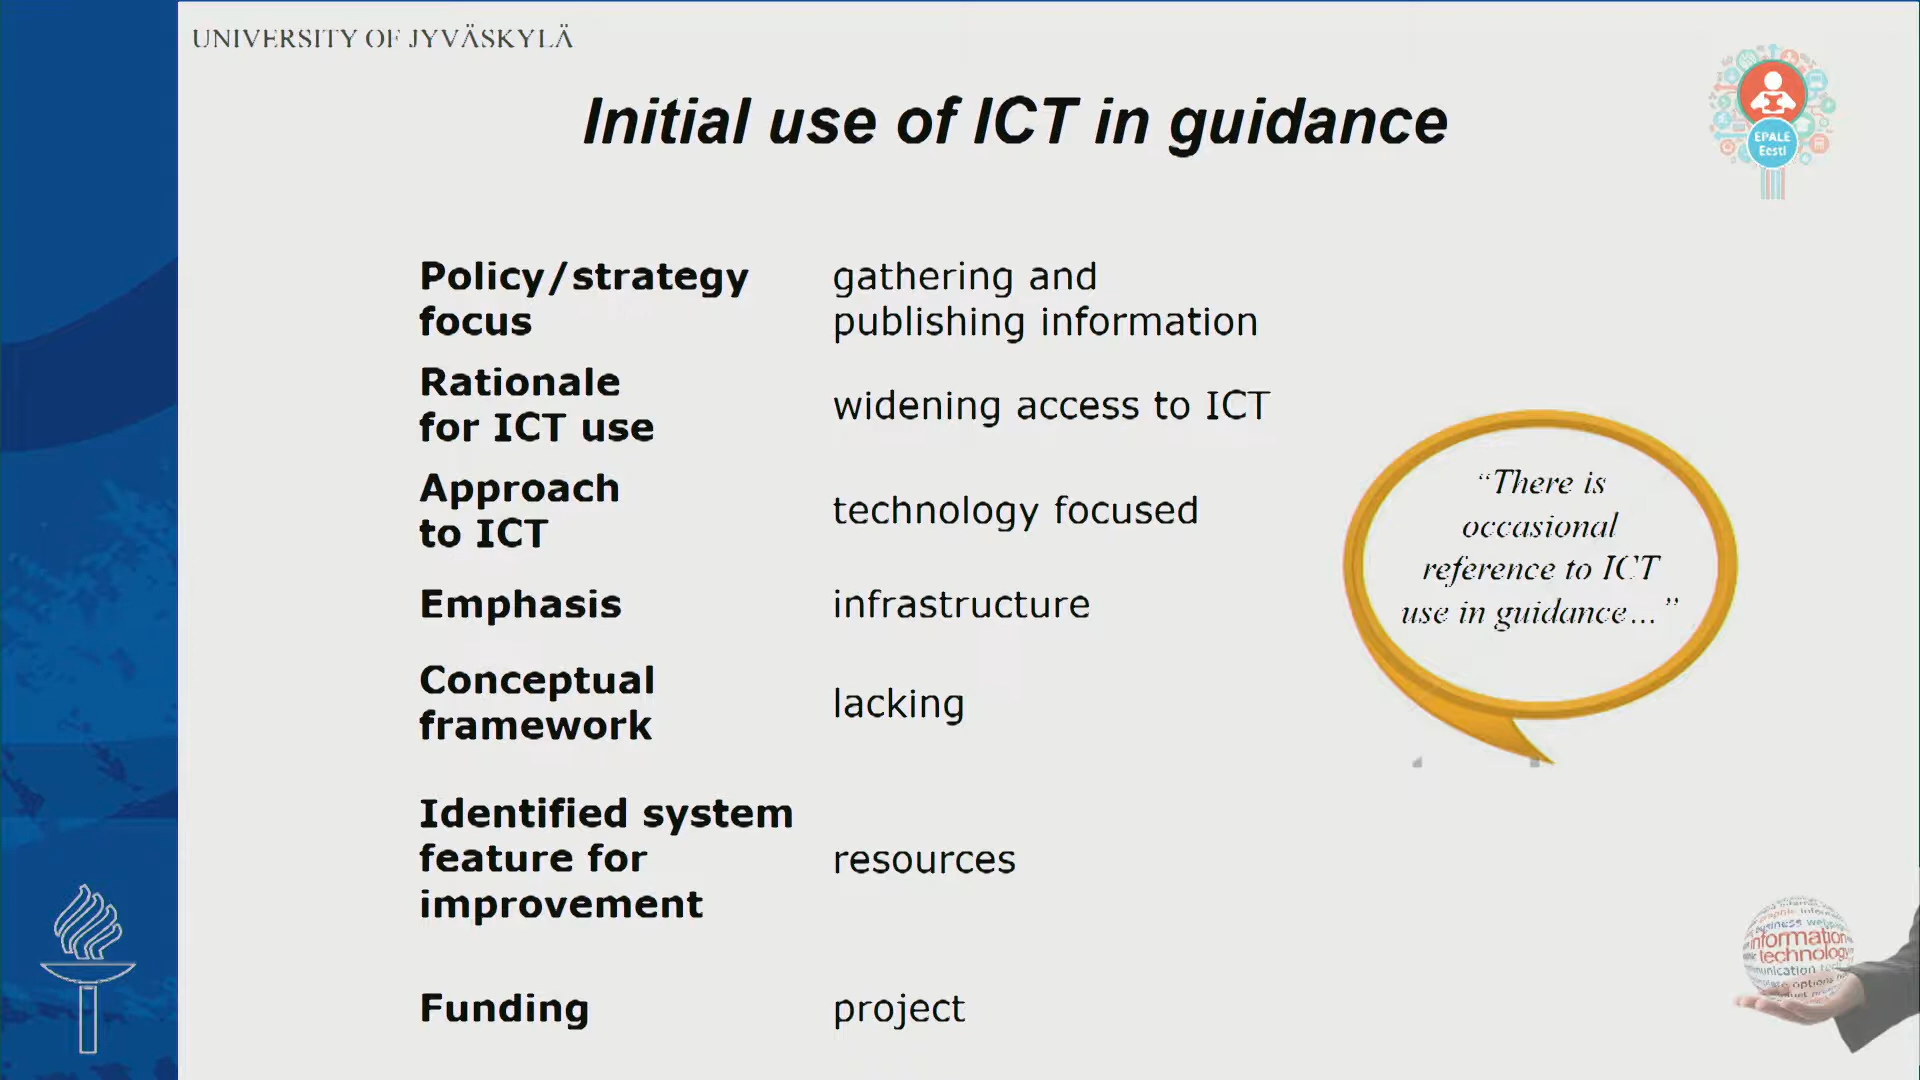 UNIVERSITY OF JYVÄSKYLÄ
Initial use of ICT in guidance
EPALE
Eesti
Policy/strategy
focus
gathering and
publishing information
Rationale
for ICT use
widening access to ICT
Approach
to ICT
technology focused
“There is
occasional
reference to ICT
use in guidance...”
Emphasis
infrastructure
Conceptual
framework
lacking
Identified system
feature for
improvement
resources
Funding
project
business
information
technology
options